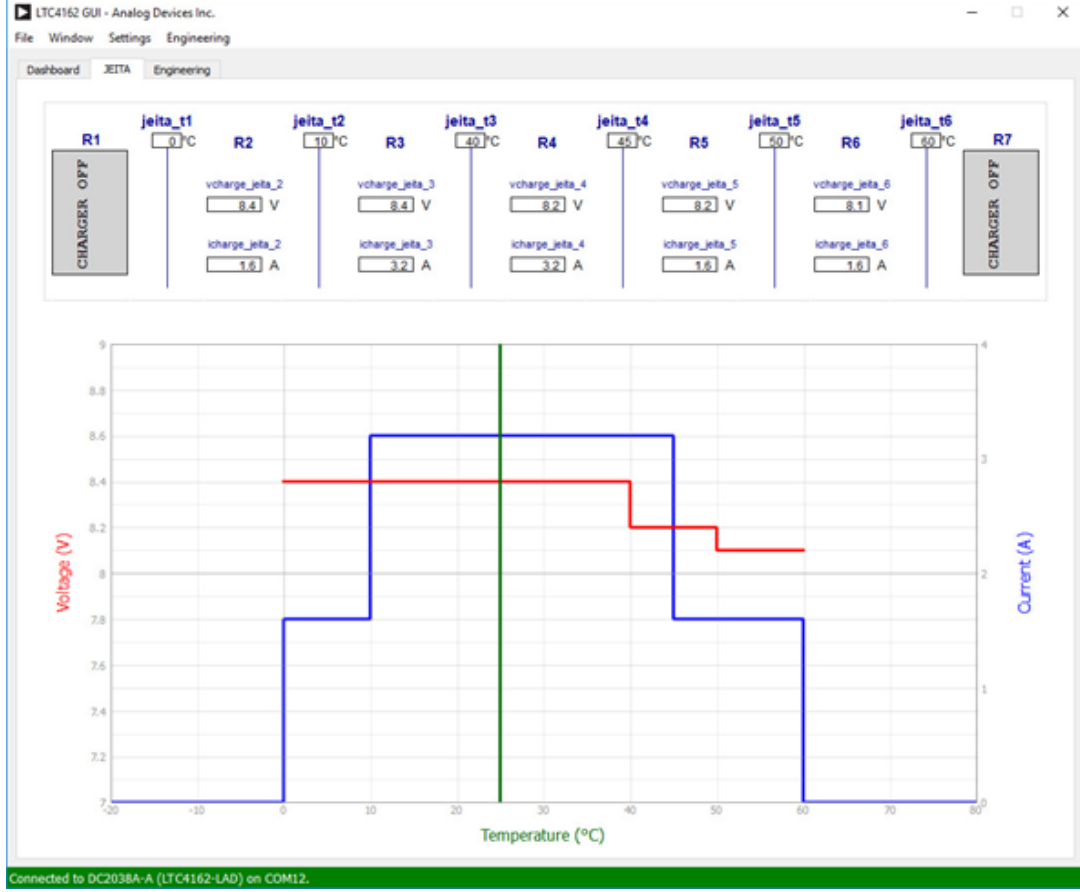 LTC4162 GUI - Analog Devices Inc.
File Window Settings Engineering
Dashboard JEITA Engineering
jeita_t1 jeita_t2 jeita_t3 jeita_t4 jeita_t5 jeita_t6
R1 0 °C R2 10 °C R3 40 °C R4 45 °C R5 50 °C R6 60 °C R7
CHARGER OFF
vcharge_jeita_2 vcharge_jeita_3 vcharge_jeita_4 vcharge_jeita_5 vcharge_jeita_6
8.4 V 8.4 V 8.2 V 8.2 V 8.1 V
icharge_jeita_2 icharge_jeita_3 icharge_jeita_4 icharge_jeita_5 icharge_jeita_6
1.6 A 3.2 A 3.2 A 1.6 A 1.6 A
CHARGER OFF
9 4
8.8
8.6
8.4 3
8.2
Voltage (V)
8 2
Current (A)
7.8
7.6
7.4 1
7.2
7 0
-20 -10 0 10 20 30 40 50 60 70 80
Temperature (°C)
Connected to DC2038A-A (LTC4162-LAD) on COM12.